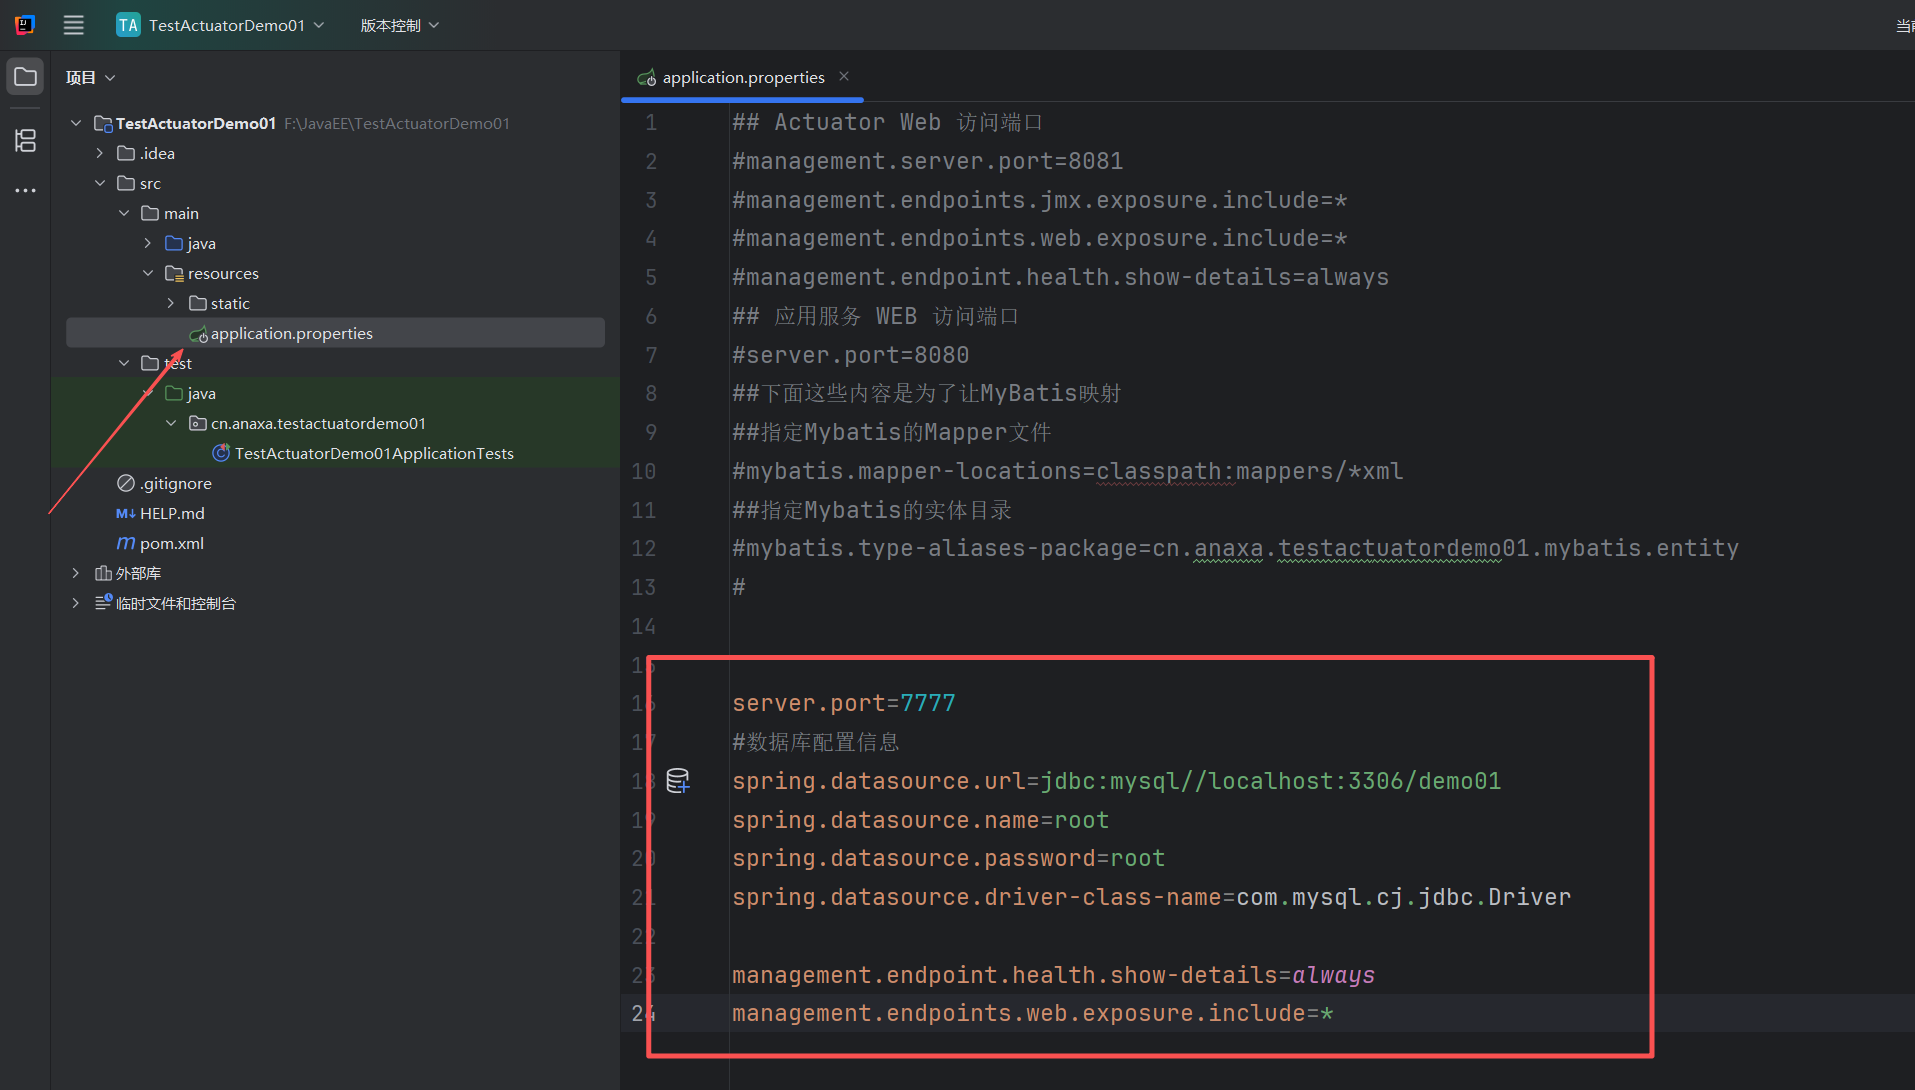 TA TestActuatorDemo01 版本控制 当前
项目
TestActuatorDemo01 F:\JavaEE\TestActuatorDemo01
.idea
src
main
java
resources
static
application.properties
test
java
cn.anaxa.testactuatordemo01
TestActuatorDemo01ApplicationTests
.gitignore
M↓ HELP.md
m pom.xml
外部库
临时文件和控制台
application.properties
1 ## Actuator Web 访问端口
2 #management.server.port=8081
3 #management.endpoints.jmx.exposure.include=*
4 #management.endpoints.web.exposure.include=*
5 #management.endpoint.health.show-details=always
6 ## 应用服务 WEB 访问端口
7 #server.port=8080
8 ##下面这些内容是为了让MyBatis映射
9 ##指定Mybatis的Mapper文件
10 #mybatis.mapper-locations=classpath:mappers/*xml
11 ##指定Mybatis的实体目录
12 #mybatis.type-aliases-package=cn.anaxa.testactuatordemo01.mybatis.entity
13 #
14
15
16 server.port=7777
17 #数据库配置信息
18 spring.datasource.url=jdbc:mysql//localhost:3306/demo01
19 spring.datasource.name=root
20 spring.datasource.password=root
21 spring.datasource.driver-class-name=com.mysql.cj.jdbc.Driver
22
23 management.endpoint.health.show-details=always
24 management.endpoints.web.exposure.include=*